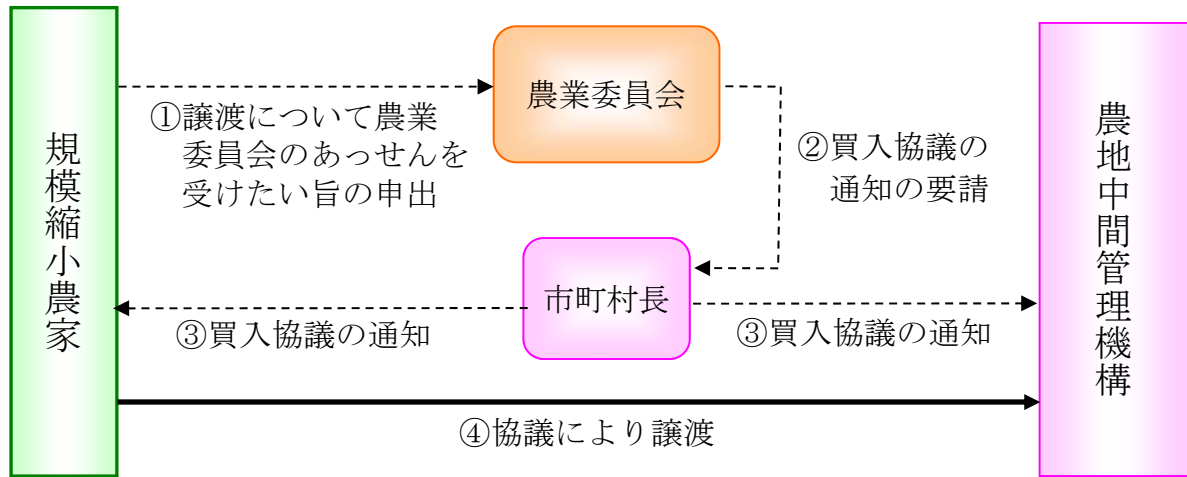 規模縮小農家
①譲渡について農業
委員会のあっせんを
受けたい旨の申出
農業委員会
②買入協議の
通知の要請
市町村長
③買入協議の通知
③買入協議の通知
④協議により譲渡
農地中間管理機構